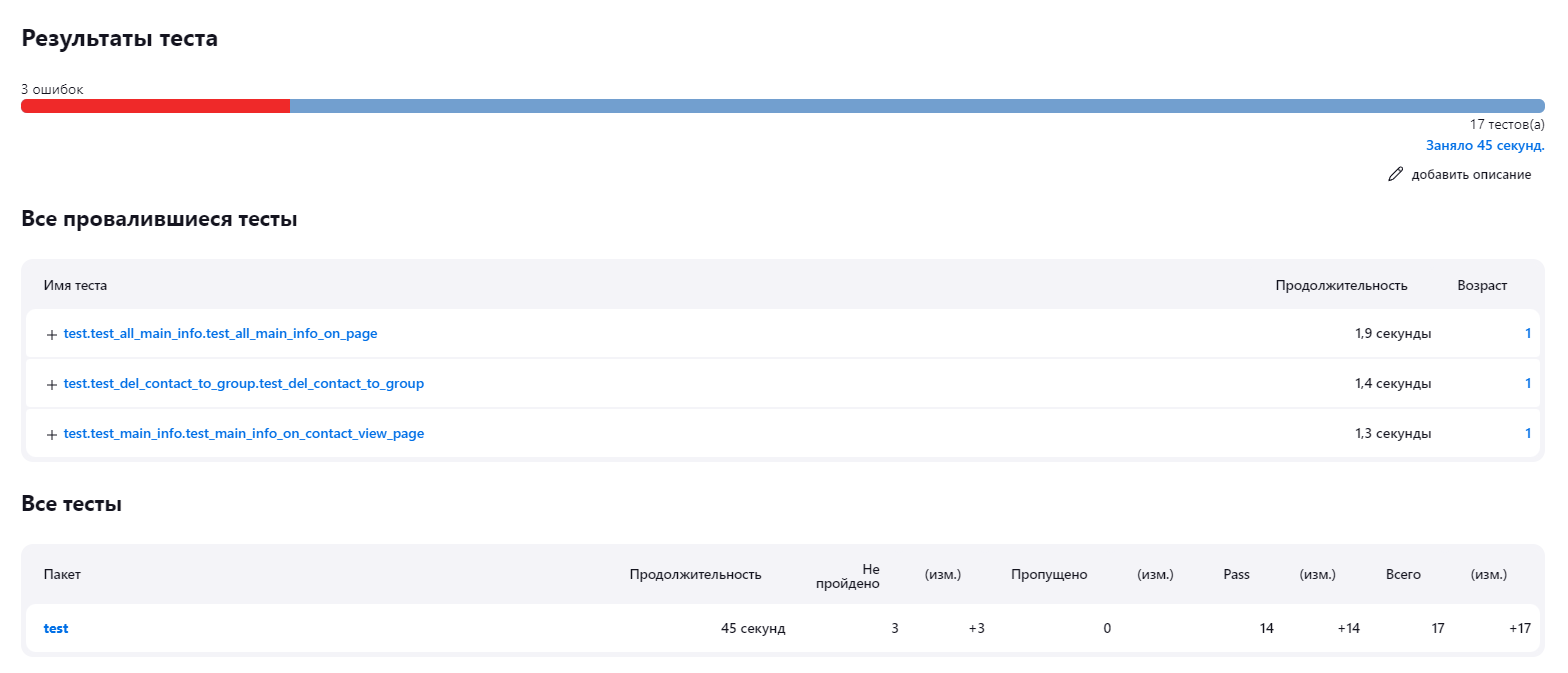 Результаты теста
3 ошибок
17 тестов(а)
Заняло 45 секунд.
добавить описание
Все провалившиеся тесты
Имя теста Продолжительность Возраст
+ test.test_all_main_info.test_all_main_info_on_page 1,9 секунды 1
+ test.test_del_contact_to_group.test_del_contact_to_group 1,4 секунды 1
+ test.test_main_info.test_main_info_on_contact_view_page 1,3 секунды 1
Все тесты
Пакет Продолжительность Не пройдено (изм.) Пропущено (изм.) Pass (изм.) Всего (изм.)
test 45 секунд 3 +3 0 14 +14 17 +17